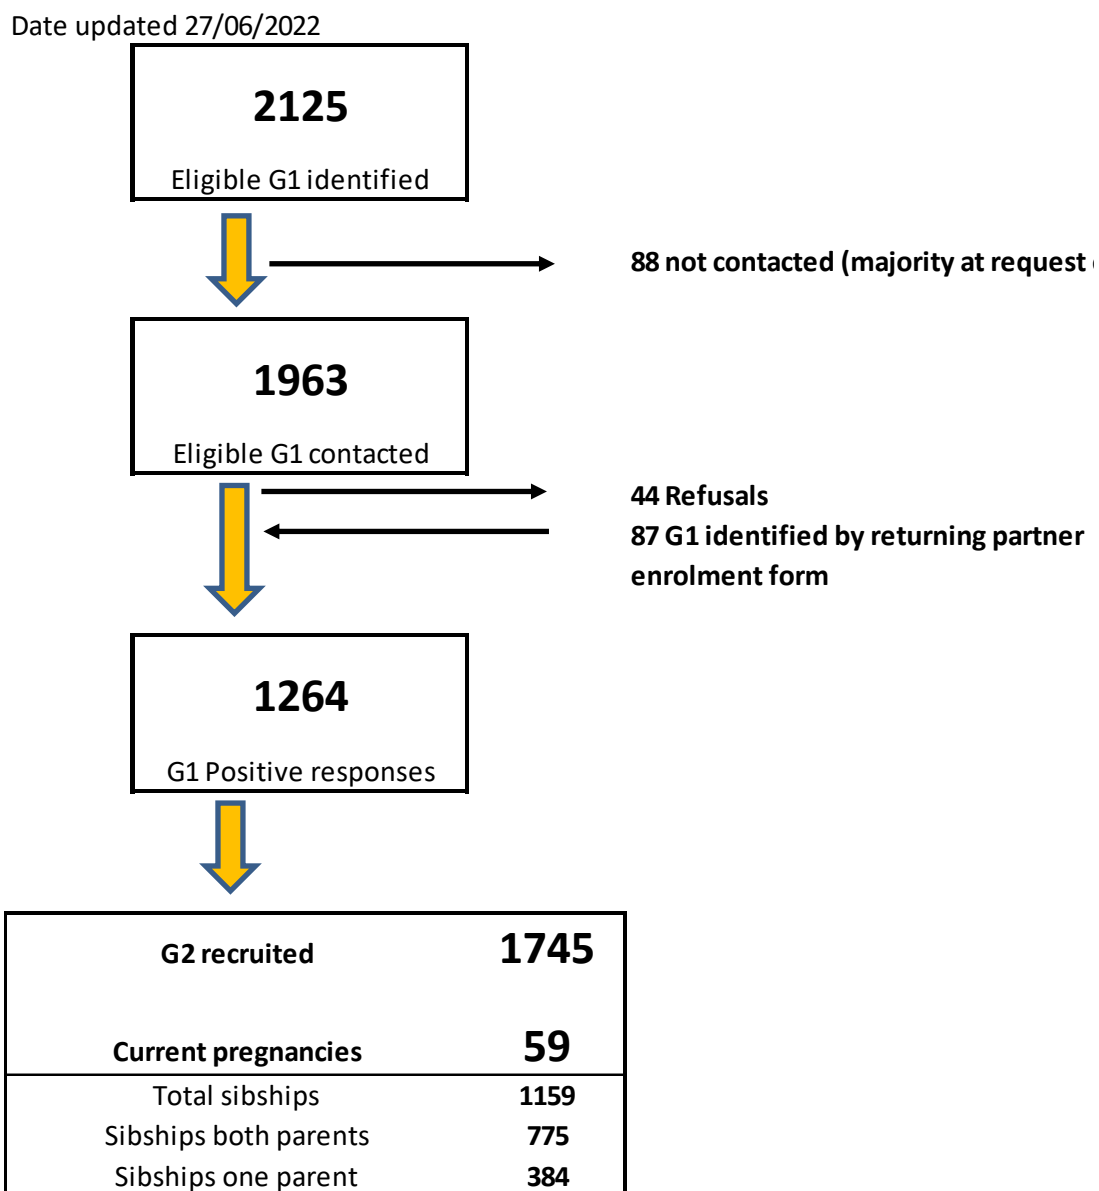 Date updated 27/06/2022
2125
Eligible G1 identified
88 not contacted (majority at request
1963
Eligible G1 contacted
44 Refusals
87 G1 identified by returning partner
enrolment form
1264
G1 Positive responses
G2 recruited 1745
Current pregnancies 59
Total sibships 1159
Sibships both parents 775
Sibships one parent 384